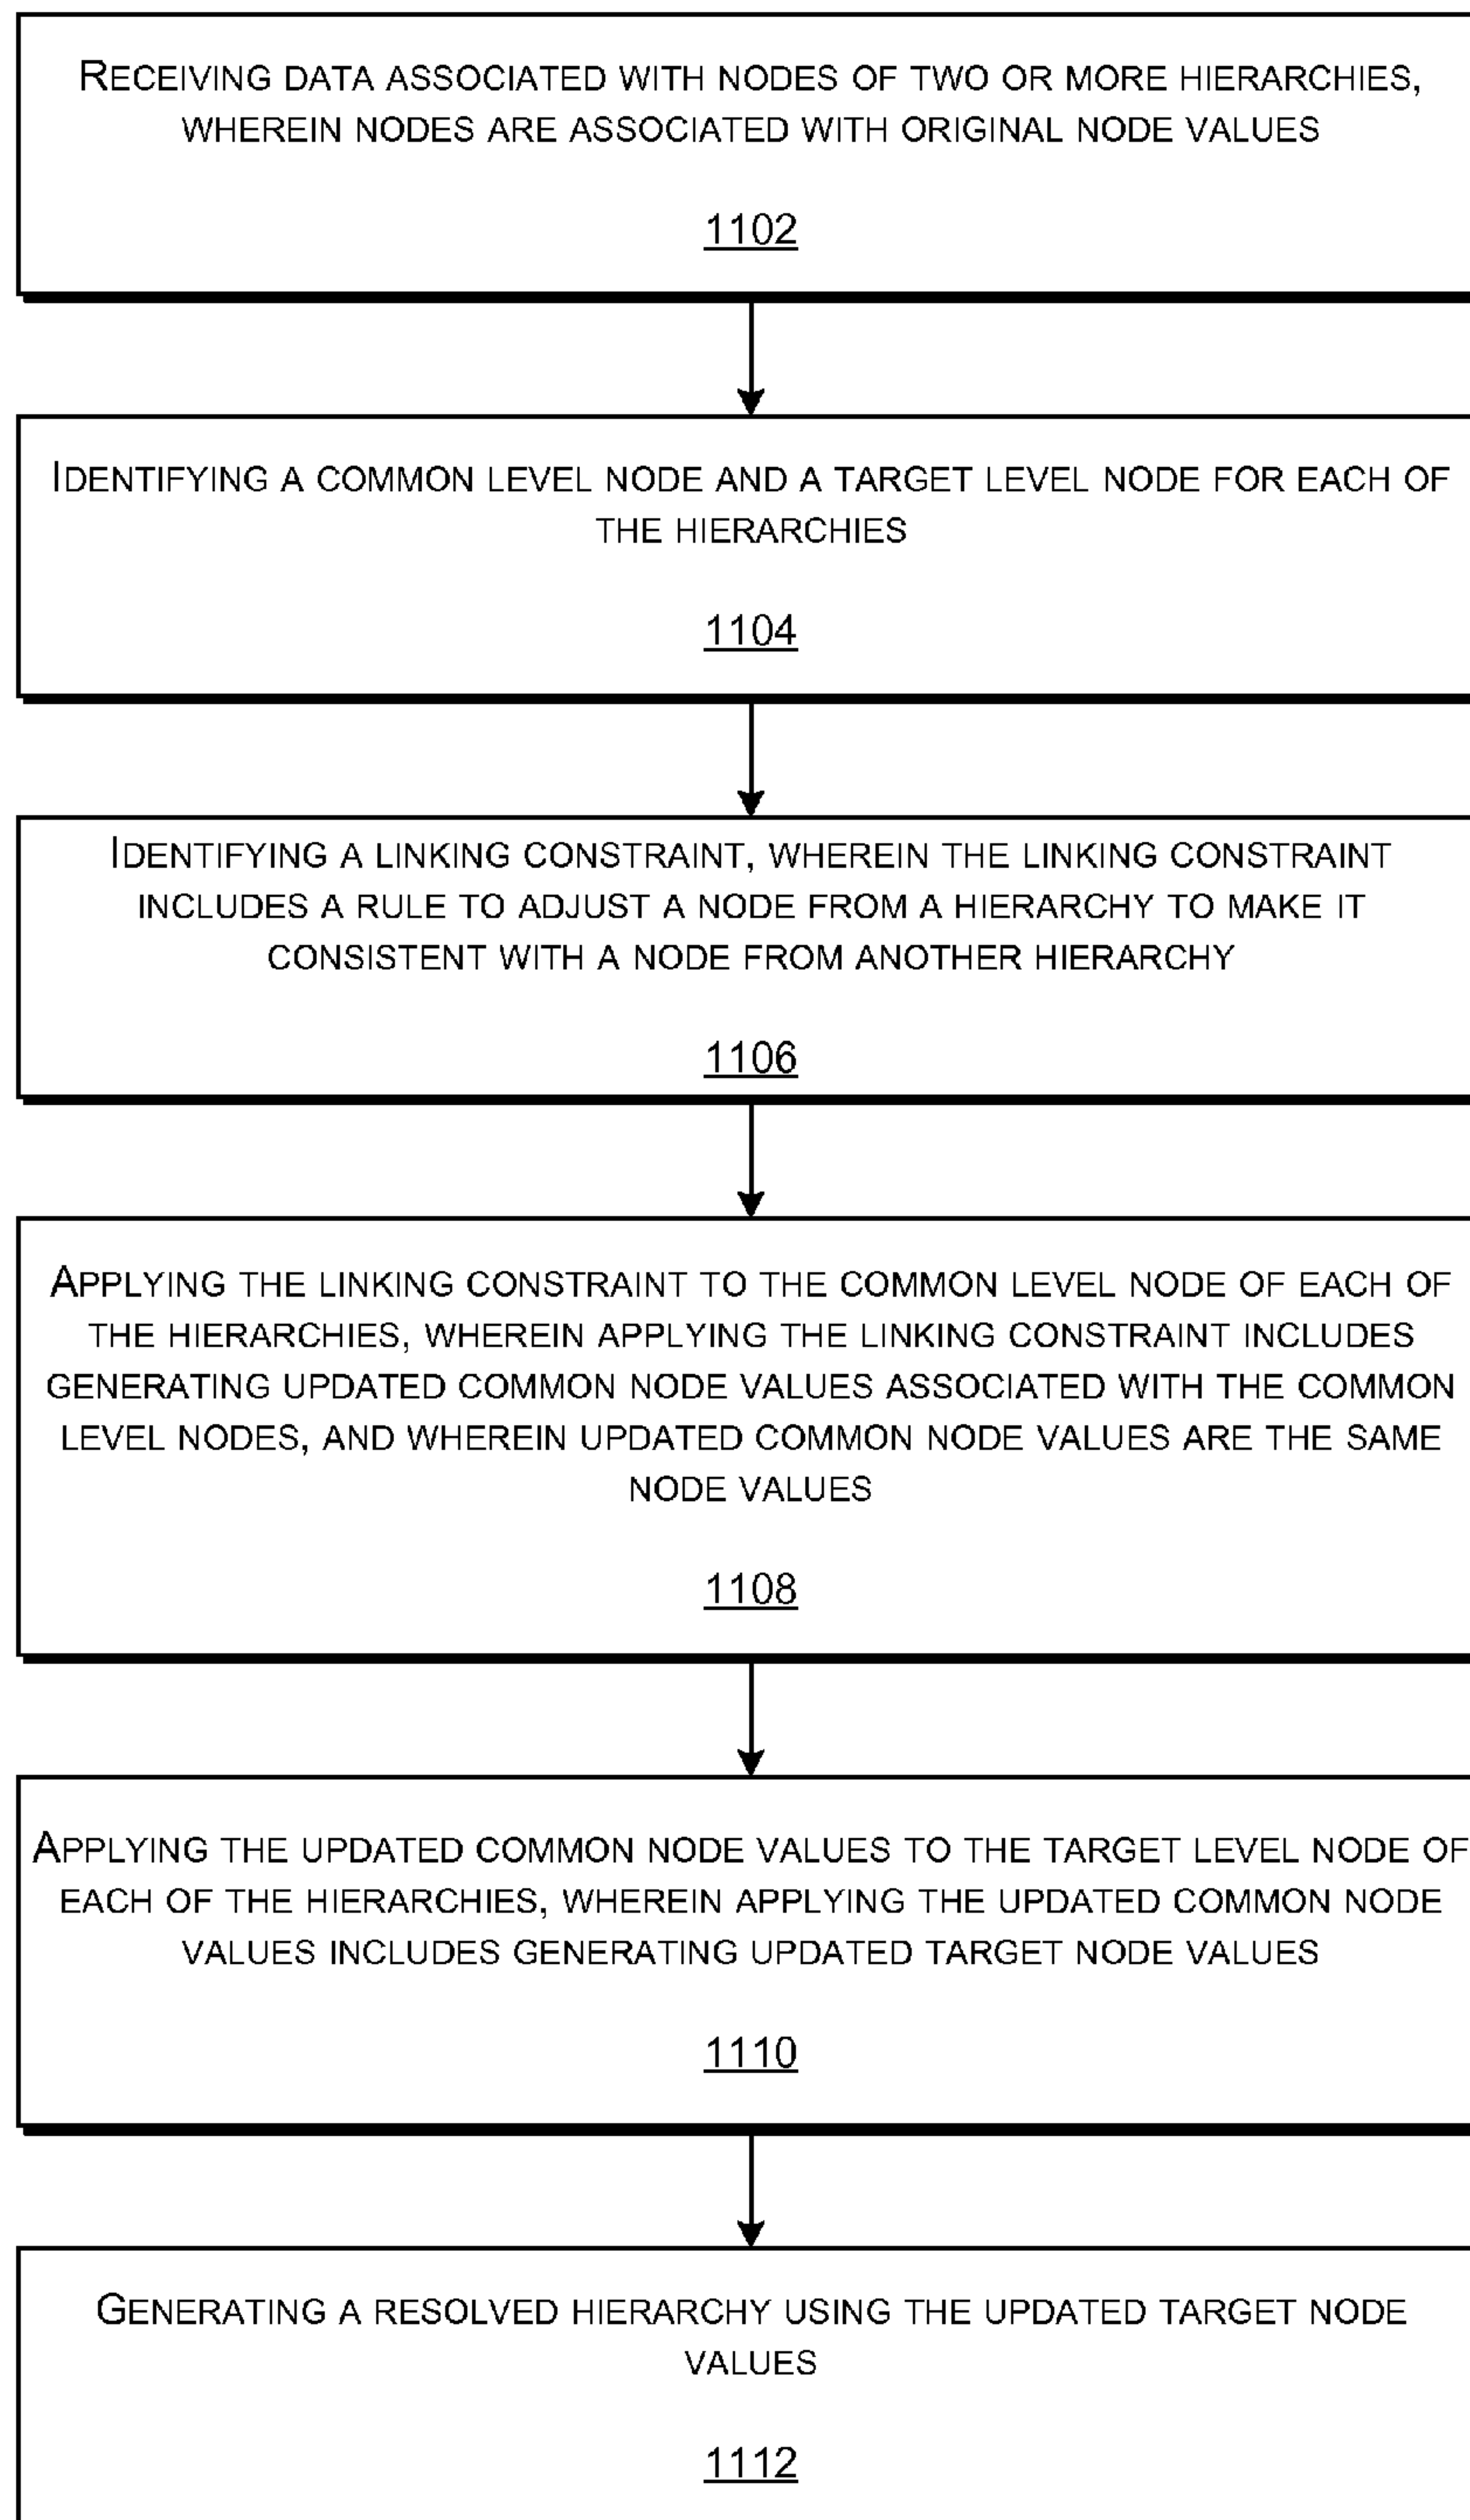 RECEIVING DATA ASSOCIATED WITH NODES OF TWO OR MORE HIERARCHIES,
WHEREIN NODES ARE ASSOCIATED WITH ORIGINAL NODE VALUES
1102
IDENTIFYING A COMMON LEVEL NODE AND A TARGET LEVEL NODE FOR EACH OF
THE HIERARCHIES
1104
IDENTIFYING A LINKING CONSTRAINT, WHEREIN THE LINKING CONSTRAINT
INCLUDES A RULE TO ADJUST A NODE FROM A HIERARCHY TO MAKE IT
CONSISTENT WITH A NODE FROM ANOTHER HIERARCHY
1106
APPLYING THE LINKING CONSTRAINT TO THE COMMON LEVEL NODE OF EACH OF
THE HIERARCHIES, WHEREIN APPLYING THE LINKING CONSTRAINT INCLUDES
GENERATING UPDATED COMMON NODE VALUES ASSOCIATED WITH THE COMMON
LEVEL NODES, AND WHEREIN UPDATED COMMON NODE VALUES ARE THE SAME
NODE VALUES
1108
APPLYING THE UPDATED COMMON NODE VALUES TO THE TARGET LEVEL NODE OF
EACH OF THE HIERARCHIES, WHEREIN APPLYING THE UPDATED COMMON NODE
VALUES INCLUDES GENERATING UPDATED TARGET NODE VALUES
1110
GENERATING A RESOLVED HIERARCHY USING THE UPDATED TARGET NODE
VALUES
1112